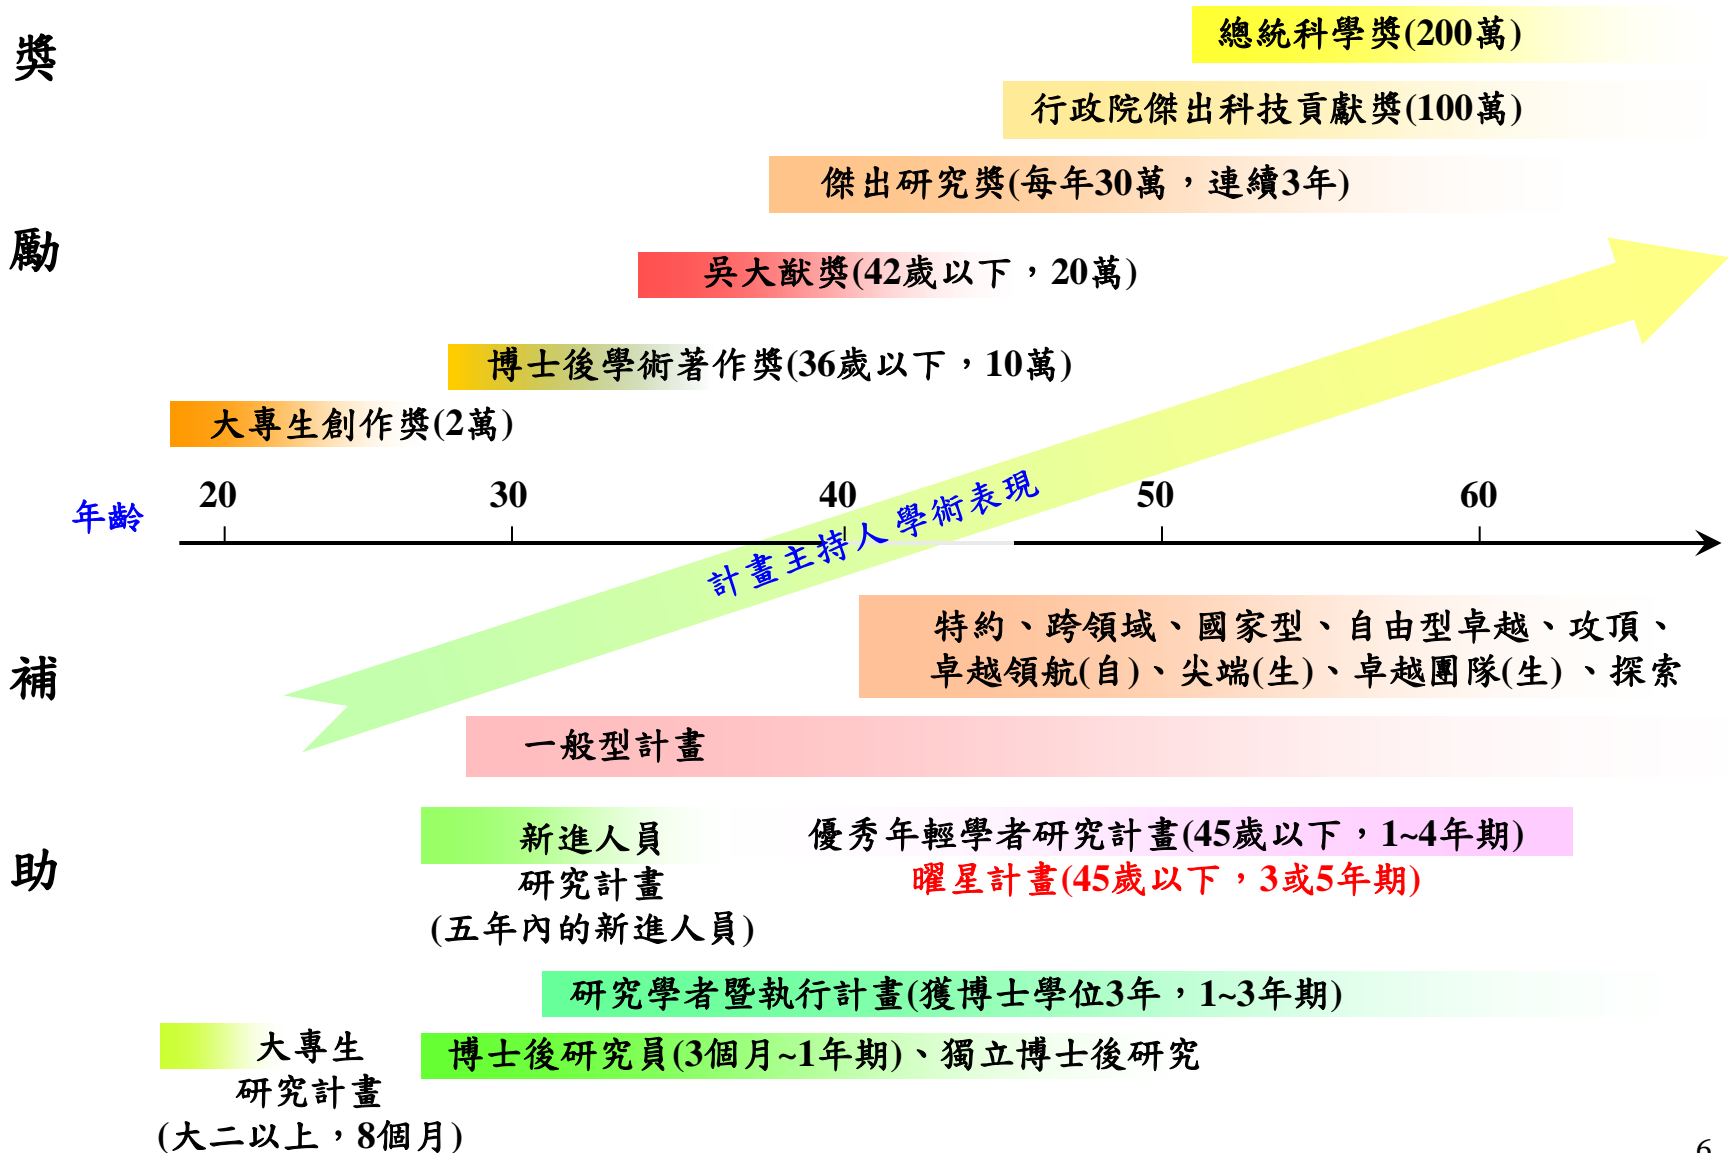 獎
勵
總統科學獎(200萬)
行政院傑出科技貢獻獎(100萬)
傑出研究獎(每年30萬，連續3年)
吳大猷獎(42歲以下，20萬)
博士後學術著作獎(36歲以下，10萬)
大專生創作獎(2萬)
年齡
20 30 40 50 60
計畫主持人學術表現
補
助
特約、跨領域、國家型、自由型卓越、攻頂、
卓越領航(自)、尖端(生)、卓越團隊(生)、探索
一般型計畫
新進人員
研究計畫
(五年內的新進人員)
優秀年輕學者研究計畫(45歲以下，1~4年期)
曜星計畫(45歲以下，3或5年期)
研究學者暨執行計畫(獲博士學位3年，1~3年期)
博士後研究員(3個月~1年期)、獨立博士後研究
大專生
研究計畫
(大二以上，8個月)
6